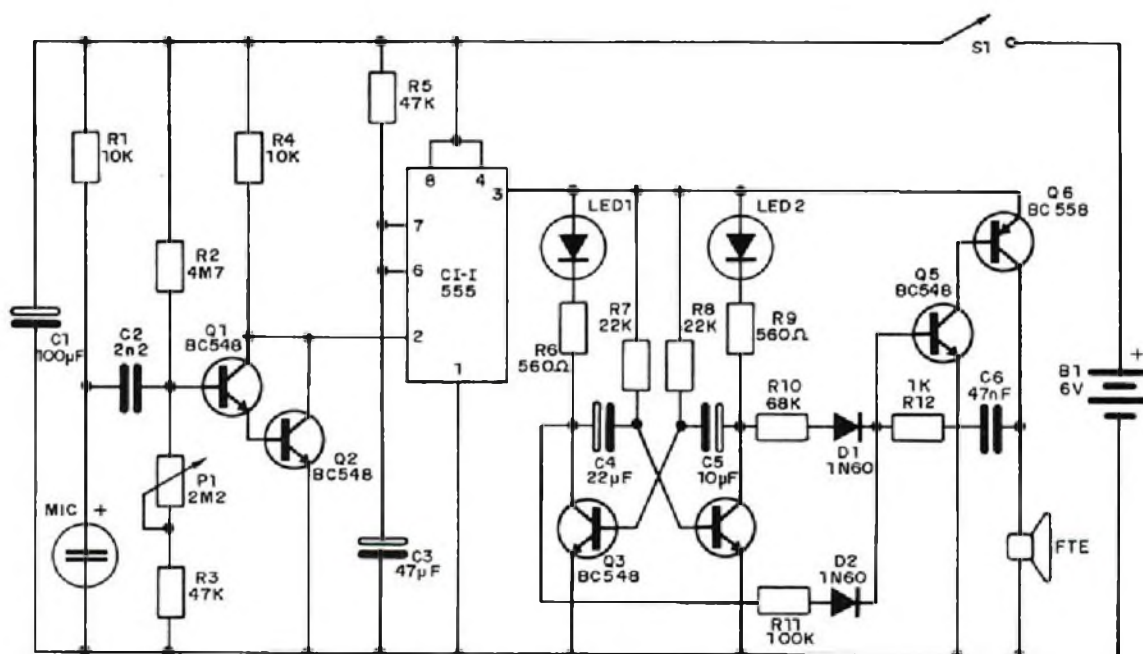 S1
R5
47K
R1
10K
R4
10K
8
4
3
7
6
2
1
CI-I
555
LED1
LED2
Q6
BC558
R2
4M7
Q5
BC548
C1
100µF
C2
2n2
Q1
BC548
R7
22K
R8
22K
R6
560Ω
R9
560Ω
B1
6V
+
R10
68K
1K
R12
C6
47nF
D1
1N60
Q2
BC548
P1
2M2
C4
22µF
C5
10µF
MIC
+
C3
47µF
Q3
BC548
D2
1N60
FTE
R3
47K
R11
100K